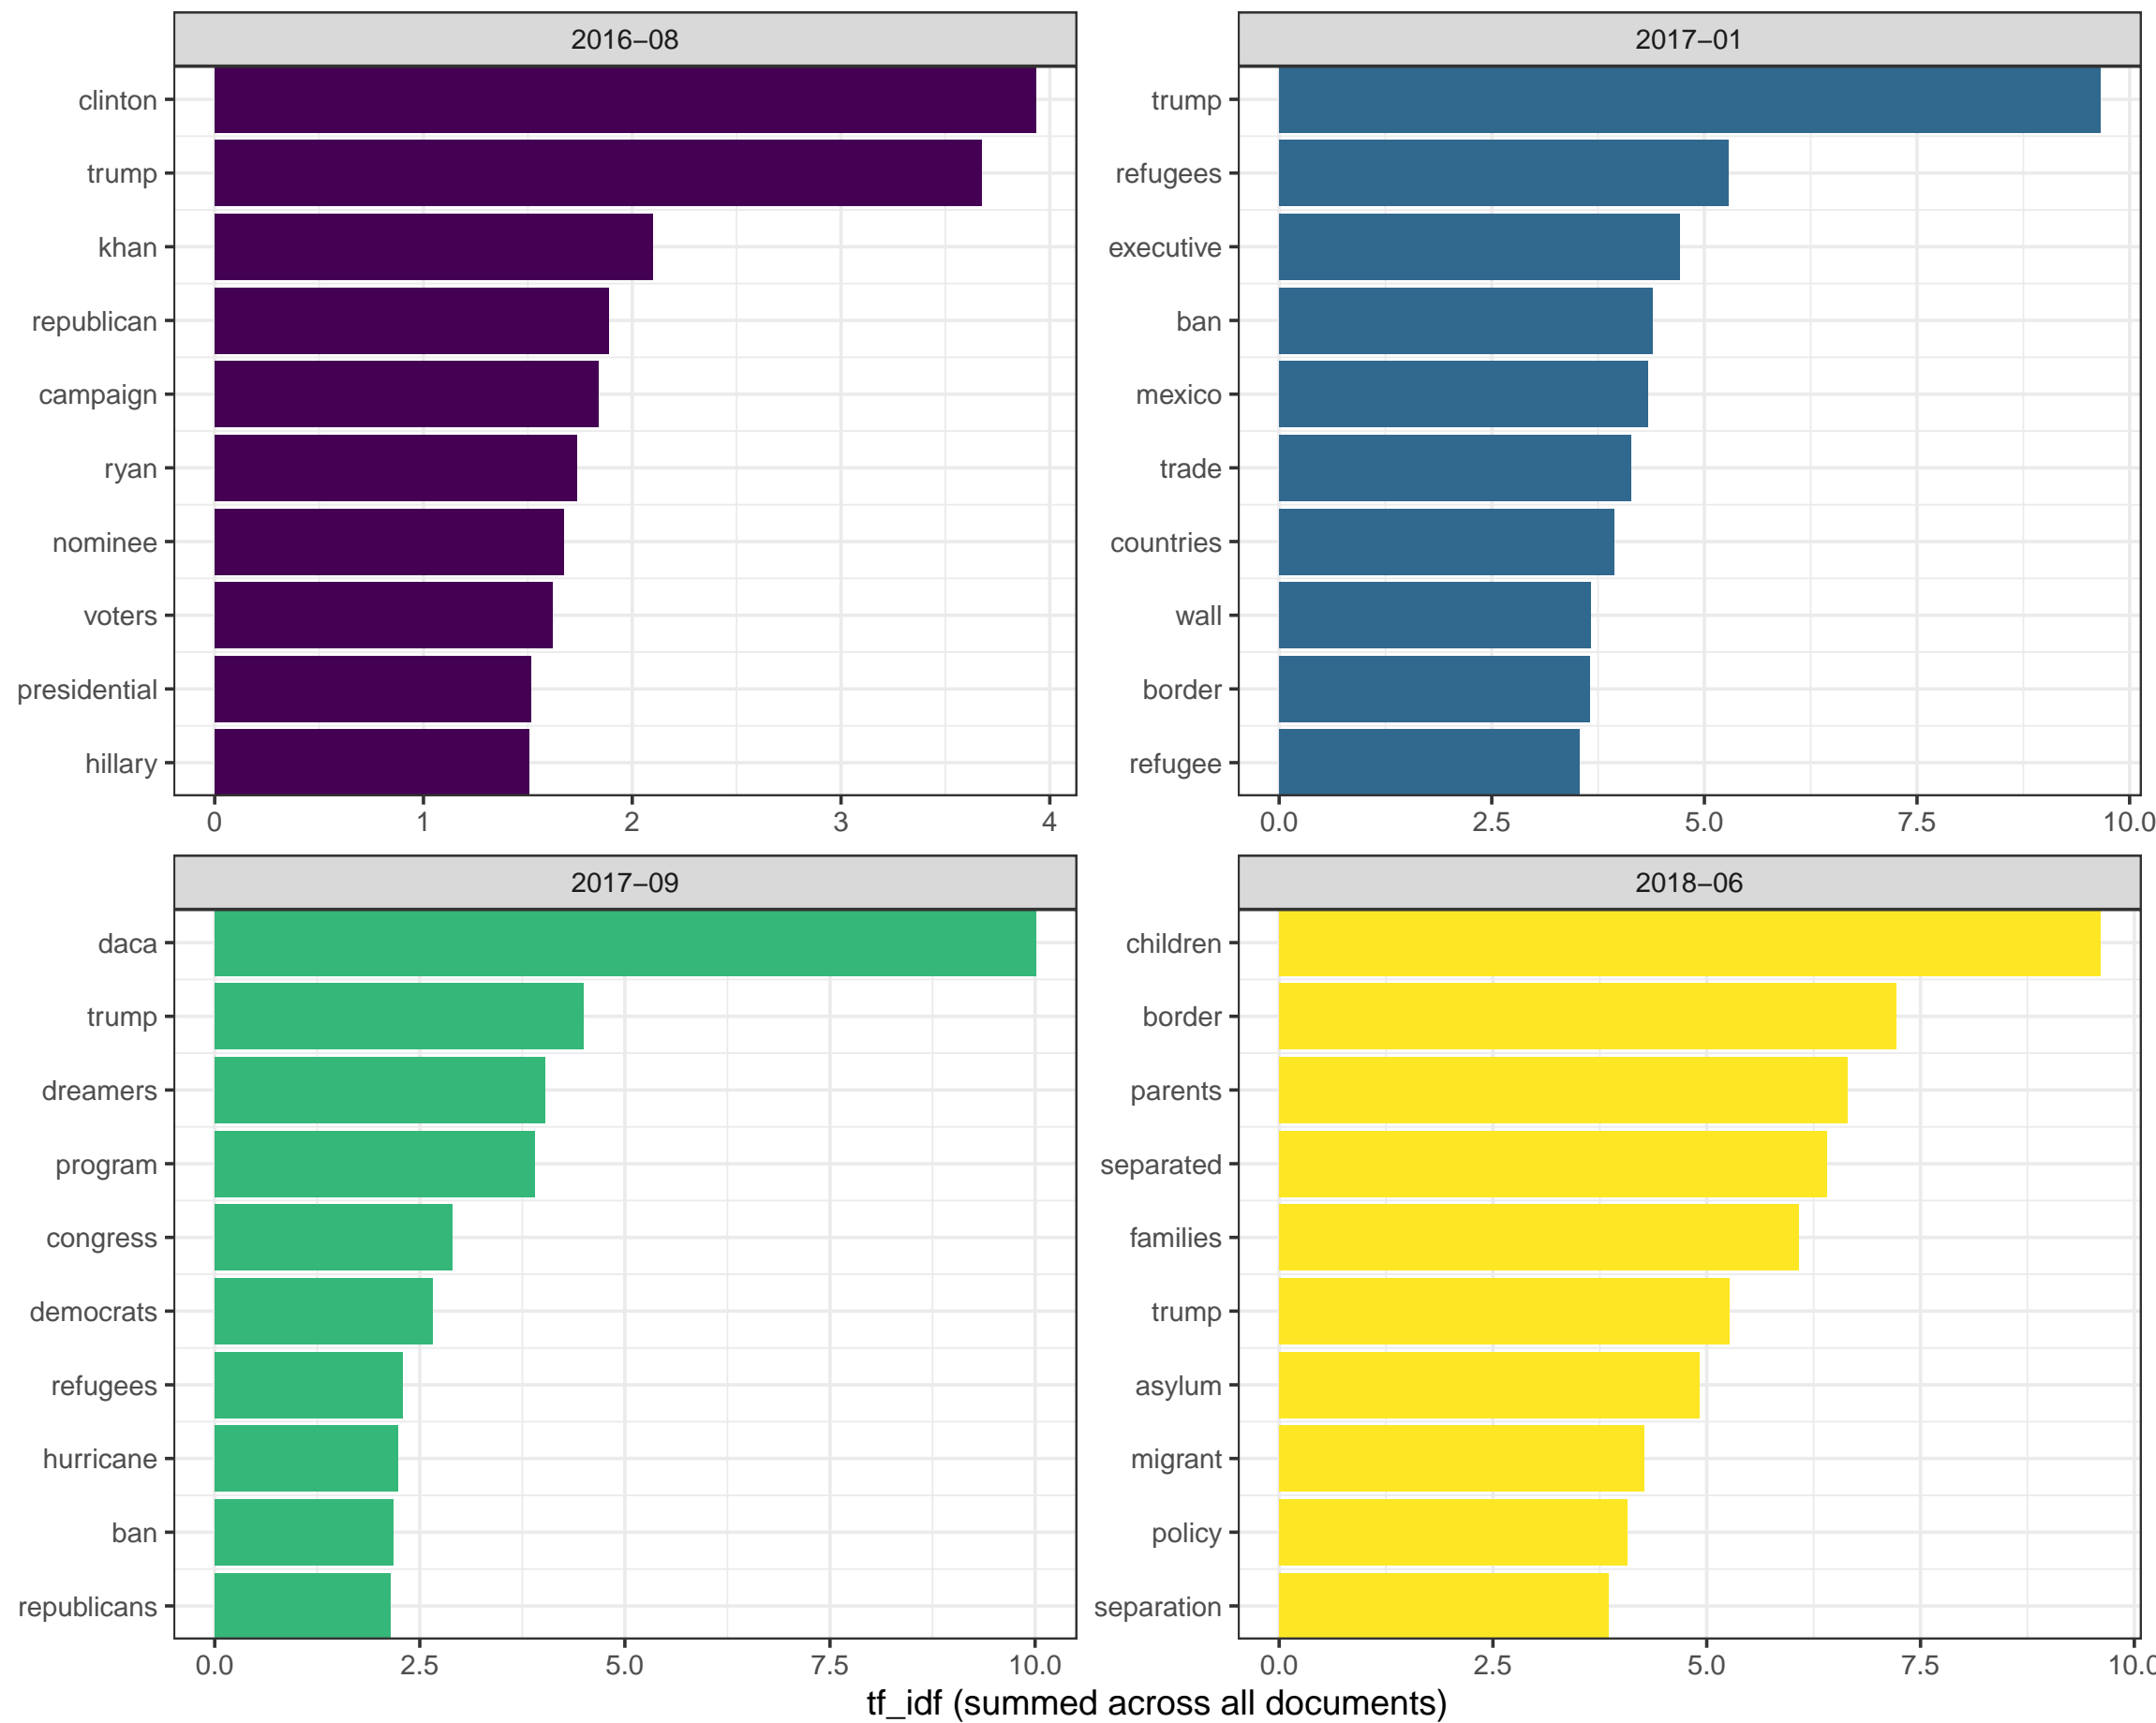 2016–08
clinton
trump
khan
republican
campaign
ryan
nominee
voters
presidential
hillary
0 1 2 3 4
2017–01
trump
refugees
executive
ban
mexico
trade
countries
wall
border
refugee
0.0 2.5 5.0 7.5 10.0
2017–09
daca
trump
dreamers
program
congress
democrats
refugees
hurricane
ban
republicans
0.0 2.5 5.0 7.5 10.0
2018–06
children
border
parents
separated
families
trump
asylum
migrant
policy
separation
0.0 2.5 5.0 7.5 10.0
tf_idf (summed across all documents)